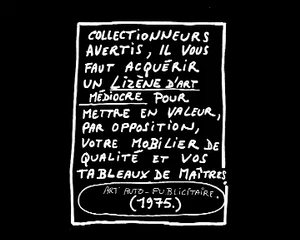 COLLECTIONNEURS
AVERTIS, IL VOUS
FAUT ACQUÉRIR
UN LIZÈNE D'ART
MÉDIOCRE POUR
METTRE EN VALEUR,
PAR OPPOSITION,
VOTRE MOBILIER DE
QUALITÉ ET VOS
TABLEAUX DE MAÎTRES.
ART AUTO-PUBLICITAIRE.
(1975.)